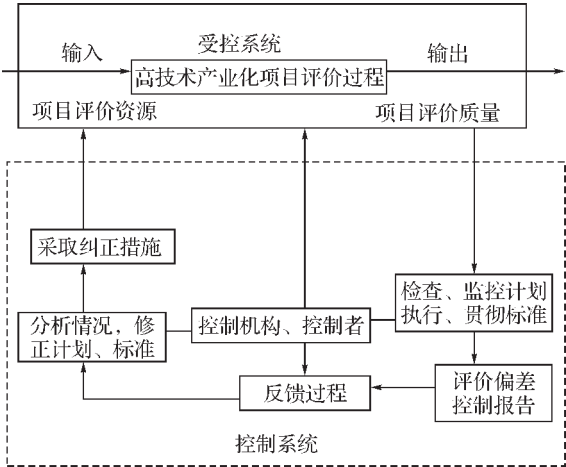 受控系统
输入
输出
高技术产业化项目评价过程
项目评价资源
项目评价质量
采取纠正措施
检查、监控计划
执行、贯彻标准
分析情况，修
正计划、标准
控制机构、控制者
反馈过程
评价偏差
控制报告
控制系统